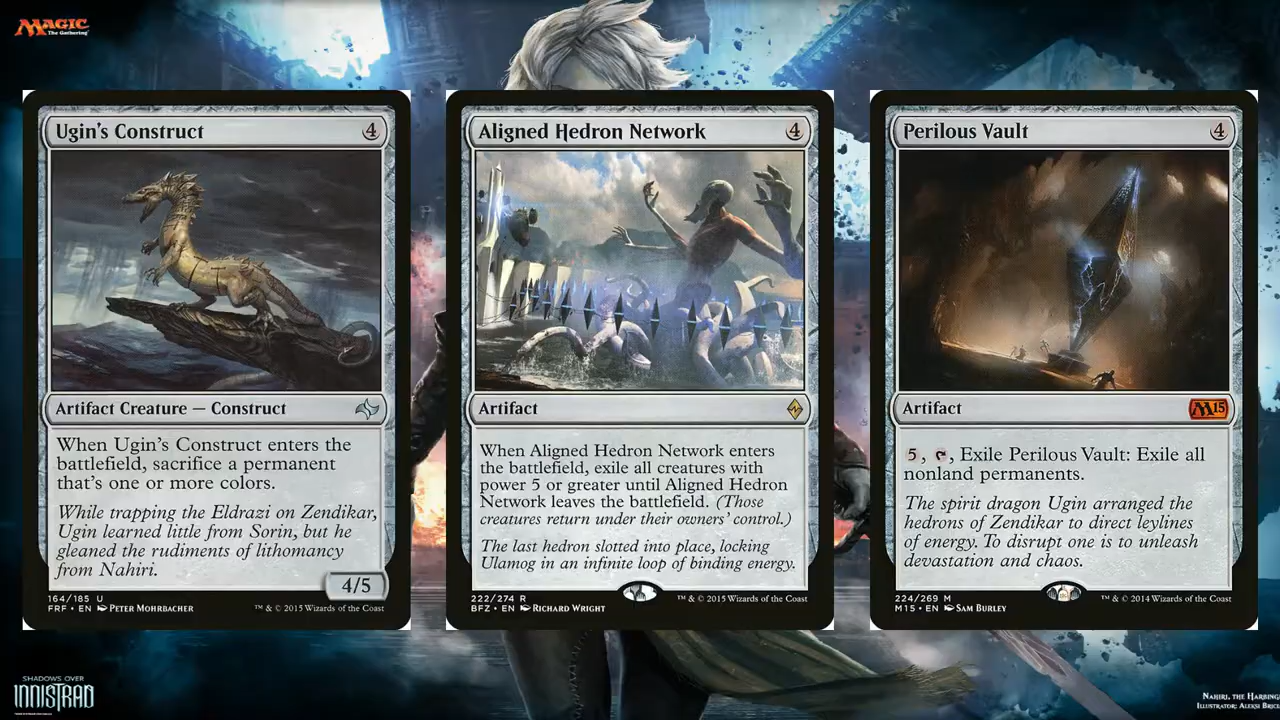 MAGIC
The Gathering
Ugin's Construct 4
Artifact Creature — Construct
When Ugin's Construct enters the
battlefield, sacrifice a permanent
that's one or more colors.
While trapping the Eldrazi on Zendikar,
Ugin learned little from Sorin, but he
gleaned the rudiments of lithomancy
from Nahiri.
4/5
164/185 U
FRF • EN Peter Mohrbacher
™ & © 2015 Wizards of the Coast
Aligned Hedron Network 4
Artifact
When Aligned Hedron Network enters
the battlefield, exile all creatures with
power 5 or greater until Aligned Hedron
Network leaves the battlefield. (Those
creatures return under their owners' control.)
The last hedron slotted into place, locking
Ulamog in an infinite loop of binding energy.
222/274 R
BFZ • EN Richard Wright
™ & © 2015 Wizards of the Coast
Perilous Vault 4
Artifact M15
5, T, Exile Perilous Vault: Exile all
nonland permanents.
The spirit dragon Ugin arranged the
hedrons of Zendikar to direct leylines
of energy. To disrupt one is to unleash
devastation and chaos.
224/269 M
M15 • EN Sam Burley
™ & © 2014 Wizards of the Coast
SHADOWS OVER
INNISTRAD
Nahiri, the Harbing
Illustrator: Aleksi Bric